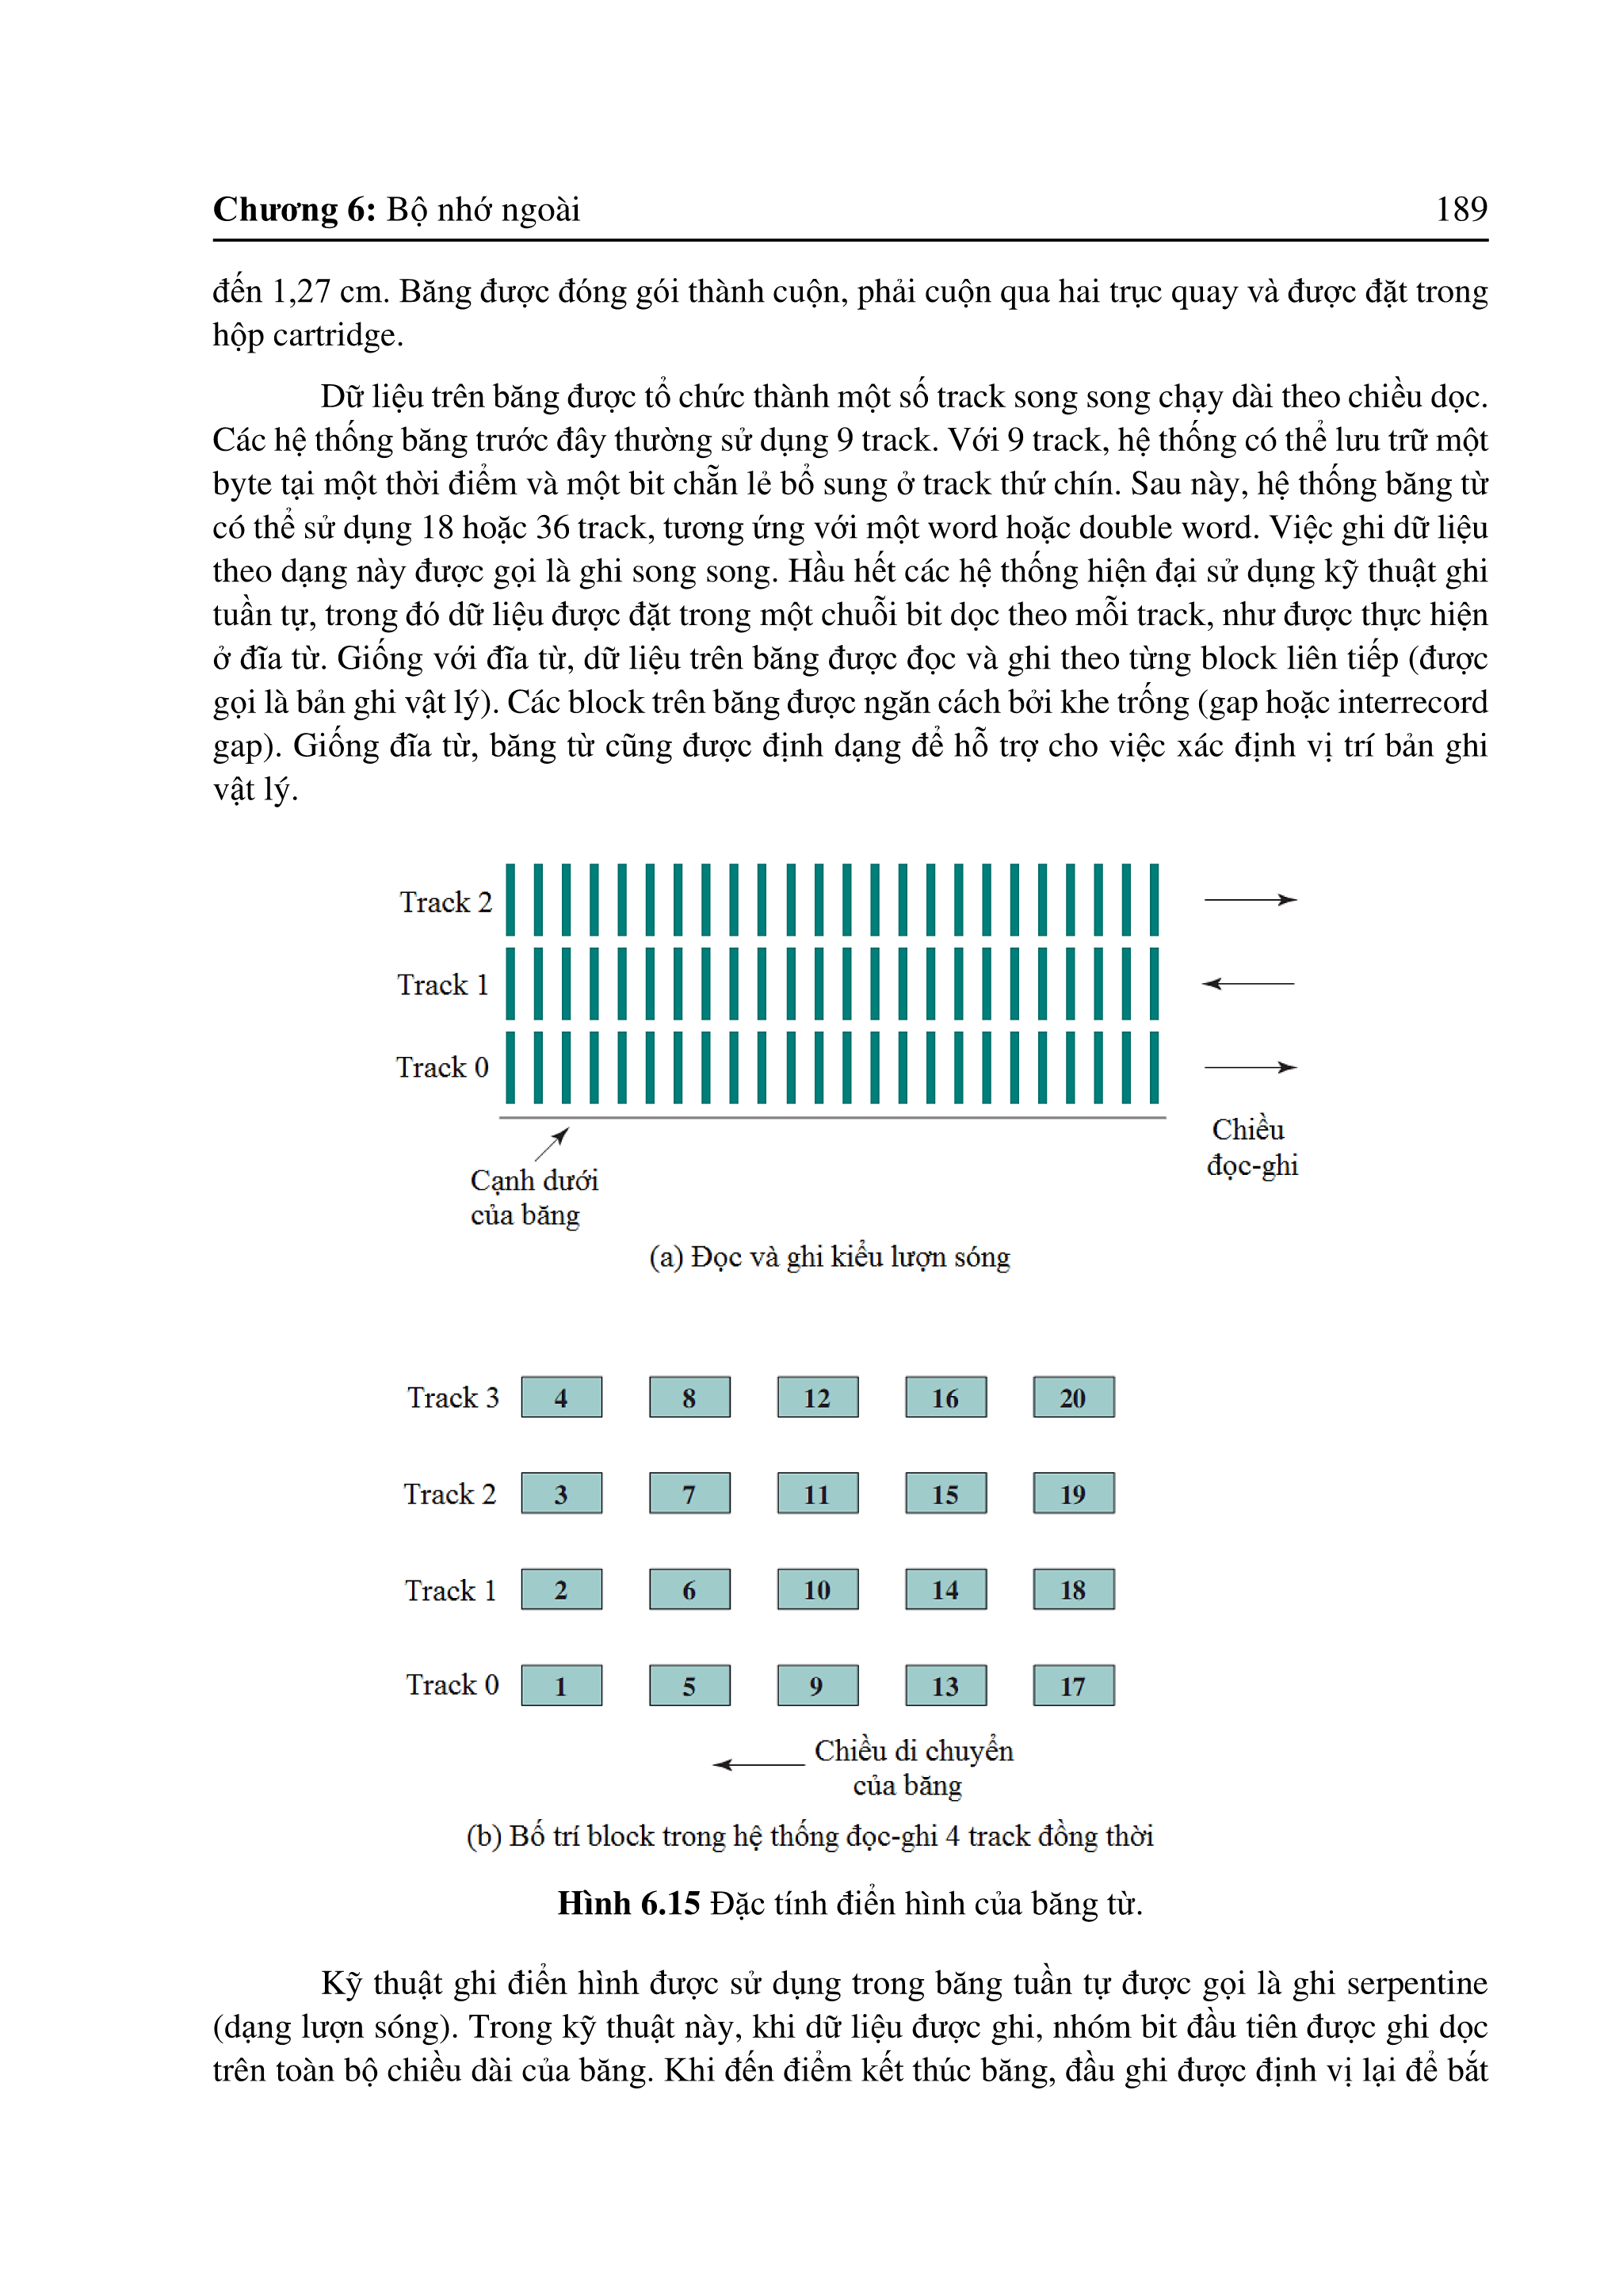 Chương 6: Bộ nhớ ngoài 189
đến 1,27 cm. Băng được đóng gói thành cuộn, phải cuộn qua hai trục quay và được đặt trong
hộp cartridge.
Dữ liệu trên băng được tổ chức thành một số track song song chạy dài theo chiều dọc.
Các hệ thống băng trước đây thường sử dụng 9 track. Với 9 track, hệ thống có thể lưu trữ một
byte tại một thời điểm và một bit chẵn lẻ bổ sung ở track thứ chín. Sau này, hệ thống băng từ
có thể sử dụng 18 hoặc 36 track, tương ứng với một word hoặc double word. Việc ghi dữ liệu
theo dạng này được gọi là ghi song song. Hầu hết các hệ thống hiện đại sử dụng kỹ thuật ghi
tuần tự, trong đó dữ liệu được đặt trong một chuỗi bit dọc theo mỗi track, như được thực hiện
ở đĩa từ. Giống với đĩa từ, dữ liệu trên băng được đọc và ghi theo từng block liên tiếp (được
gọi là bản ghi vật lý). Các block trên băng được ngăn cách bởi khe trống (gap hoặc interrecord
gap). Giống đĩa từ, băng từ cũng được định dạng để hỗ trợ cho việc xác định vị trí bản ghi
vật lý.
Track 2
Track 1
Track 0
Chiều
đọc-ghi
Cạnh dưới
của băng
(a) Đọc và ghi kiểu lượn sóng
Track 3 4 8 12 16 20
Track 2 3 7 11 15 19
Track 1 2 6 10 14 18
Track 0 1 5 9 13 17
Chiều di chuyển
của băng
(b) Bố trí block trong hệ thống đọc-ghi 4 track đồng thời
Hình 6.15 Đặc tính điển hình của băng từ.
Kỹ thuật ghi điển hình được sử dụng trong băng tuần tự được gọi là ghi serpentine
(dạng lượn sóng). Trong kỹ thuật này, khi dữ liệu được ghi, nhóm bit đầu tiên được ghi dọc
trên toàn bộ chiều dài của băng. Khi đến điểm kết thúc băng, đầu ghi được định vị lại để bắt